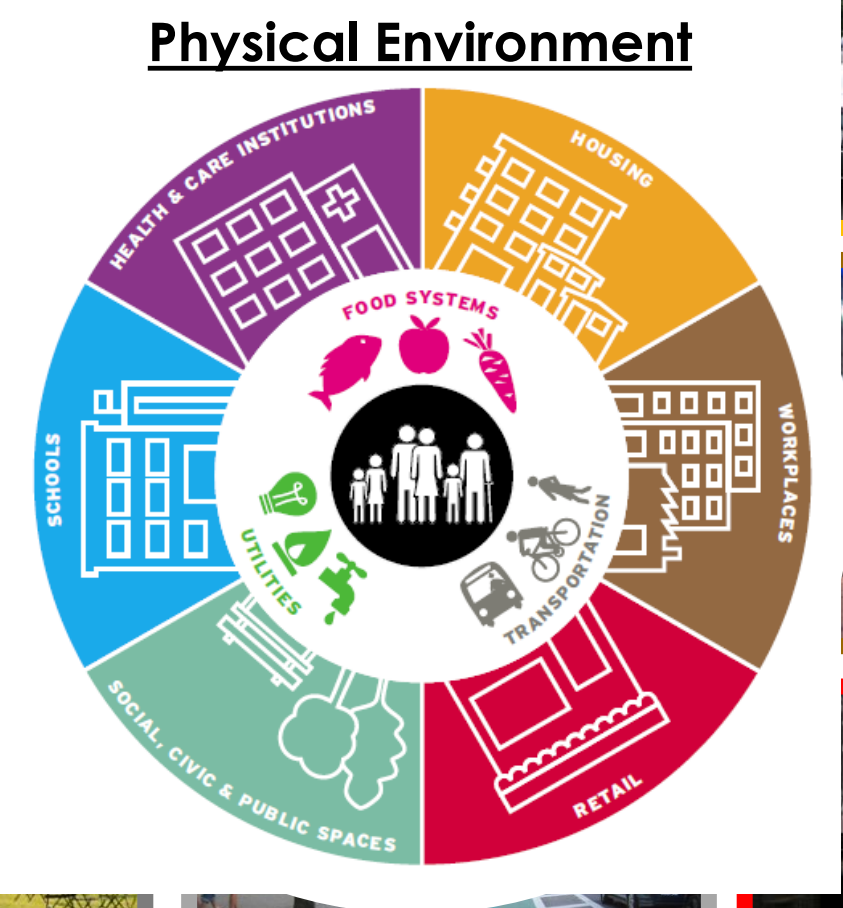 Physical Environment
HEALTH & CARE INSTITUTIONS
HOUSING
FOOD SYSTEMS
SCHOOLS
WORKPLACES
UTILITIES
TRANSPORTATION
SOCIAL, CIVIC & PUBLIC SPACES
RETAIL